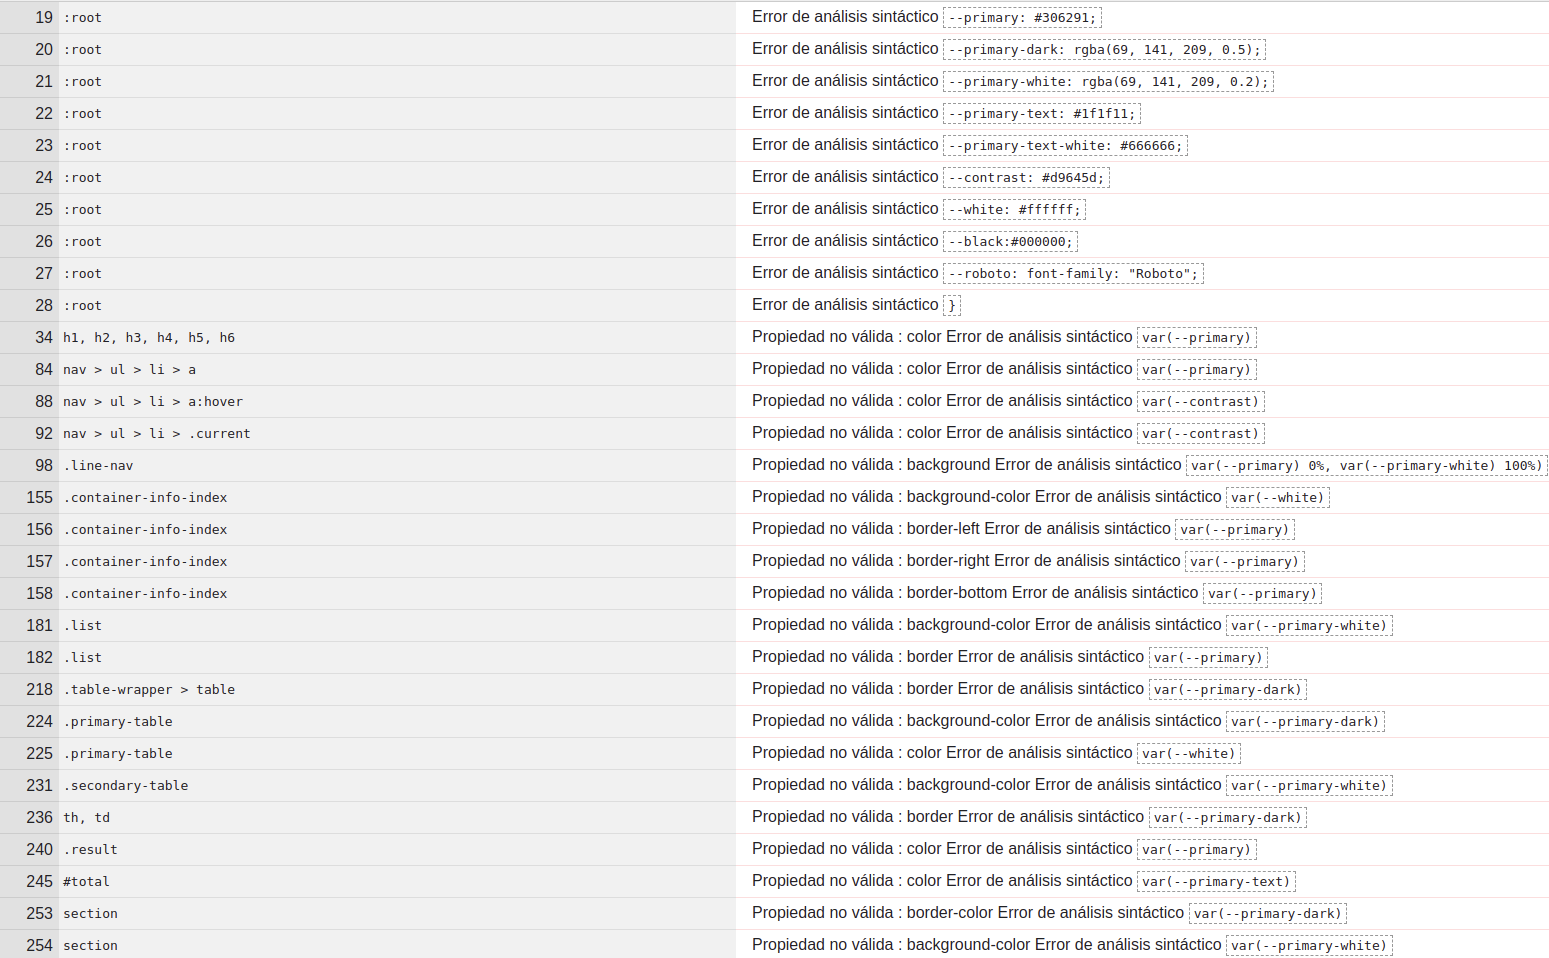 19 :root Error de análisis sintáctico --primary: #306291;
20 :root Error de análisis sintáctico --primary-dark: rgba(69, 141, 209, 0.5);
21 :root Error de análisis sintáctico --primary-white: rgba(69, 141, 209, 0.2);
22 :root Error de análisis sintáctico --primary-text: #1f1f11;
23 :root Error de análisis sintáctico --primary-text-white: #666666;
24 :root Error de análisis sintáctico --contrast: #d9645d;
25 :root Error de análisis sintáctico --white: #ffffff;
26 :root Error de análisis sintáctico --black:#000000;
27 :root Error de análisis sintáctico --roboto: font-family: "Roboto";
28 :root Error de análisis sintáctico }
34 h1, h2, h3, h4, h5, h6 Propiedad no válida : color Error de análisis sintáctico var(--primary)
84 nav > ul > li > a Propiedad no válida : color Error de análisis sintáctico var(--primary)
88 nav > ul > li > a:hover Propiedad no válida : color Error de análisis sintáctico var(--contrast)
92 nav > ul > li > .current Propiedad no válida : color Error de análisis sintáctico var(--contrast)
98 .line-nav Propiedad no válida : background Error de análisis sintáctico var(--primary) 0%, var(--primary-white) 100%)
155 .container-info-index Propiedad no válida : background-color Error de análisis sintáctico var(--white)
156 .container-info-index Propiedad no válida : border-left Error de análisis sintáctico var(--primary)
157 .container-info-index Propiedad no válida : border-right Error de análisis sintáctico var(--primary)
158 .container-info-index Propiedad no válida : border-bottom Error de análisis sintáctico var(--primary)
181 .list Propiedad no válida : background-color Error de análisis sintáctico var(--primary-white)
182 .list Propiedad no válida : border Error de análisis sintáctico var(--primary)
218 .table-wrapper > table Propiedad no válida : border Error de análisis sintáctico var(--primary-dark)
224 .primary-table Propiedad no válida : background-color Error de análisis sintáctico var(--primary-dark)
225 .primary-table Propiedad no válida : color Error de análisis sintáctico var(--white)
231 .secondary-table Propiedad no válida : background-color Error de análisis sintáctico var(--primary-white)
236 th, td Propiedad no válida : border Error de análisis sintáctico var(--primary-dark)
240 .result Propiedad no válida : color Error de análisis sintáctico var(--primary)
245 #total Propiedad no válida : color Error de análisis sintáctico var(--primary-text)
253 section Propiedad no válida : border-color Error de análisis sintáctico var(--primary-dark)
254 section Propiedad no válida : background-color Error de análisis sintáctico var(--primary-white)